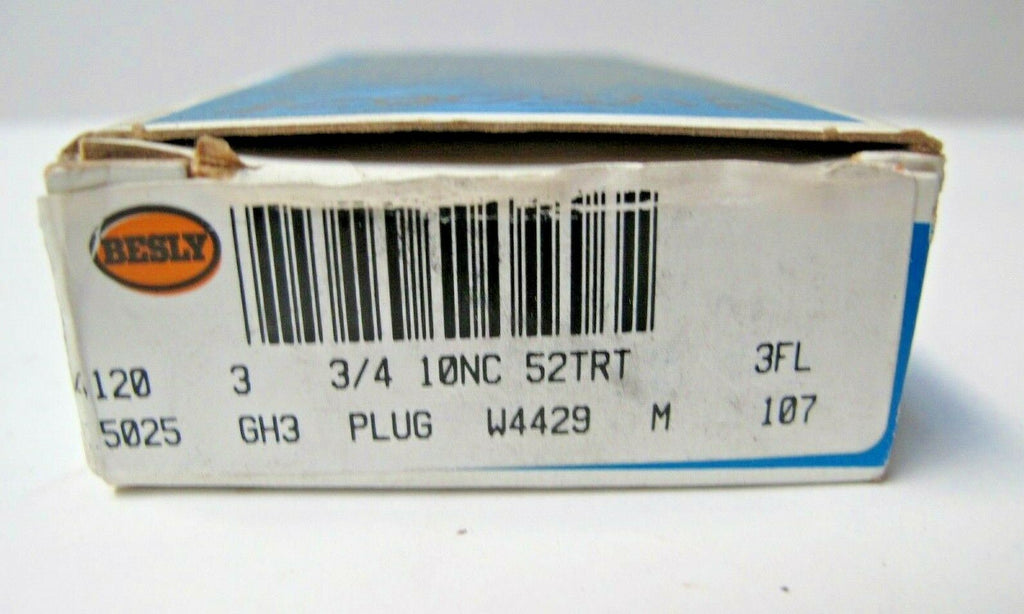 BESLY
120 3 3/4 10NC 52TRT 3FL
5025 GH3 PLUG W4429 M 107